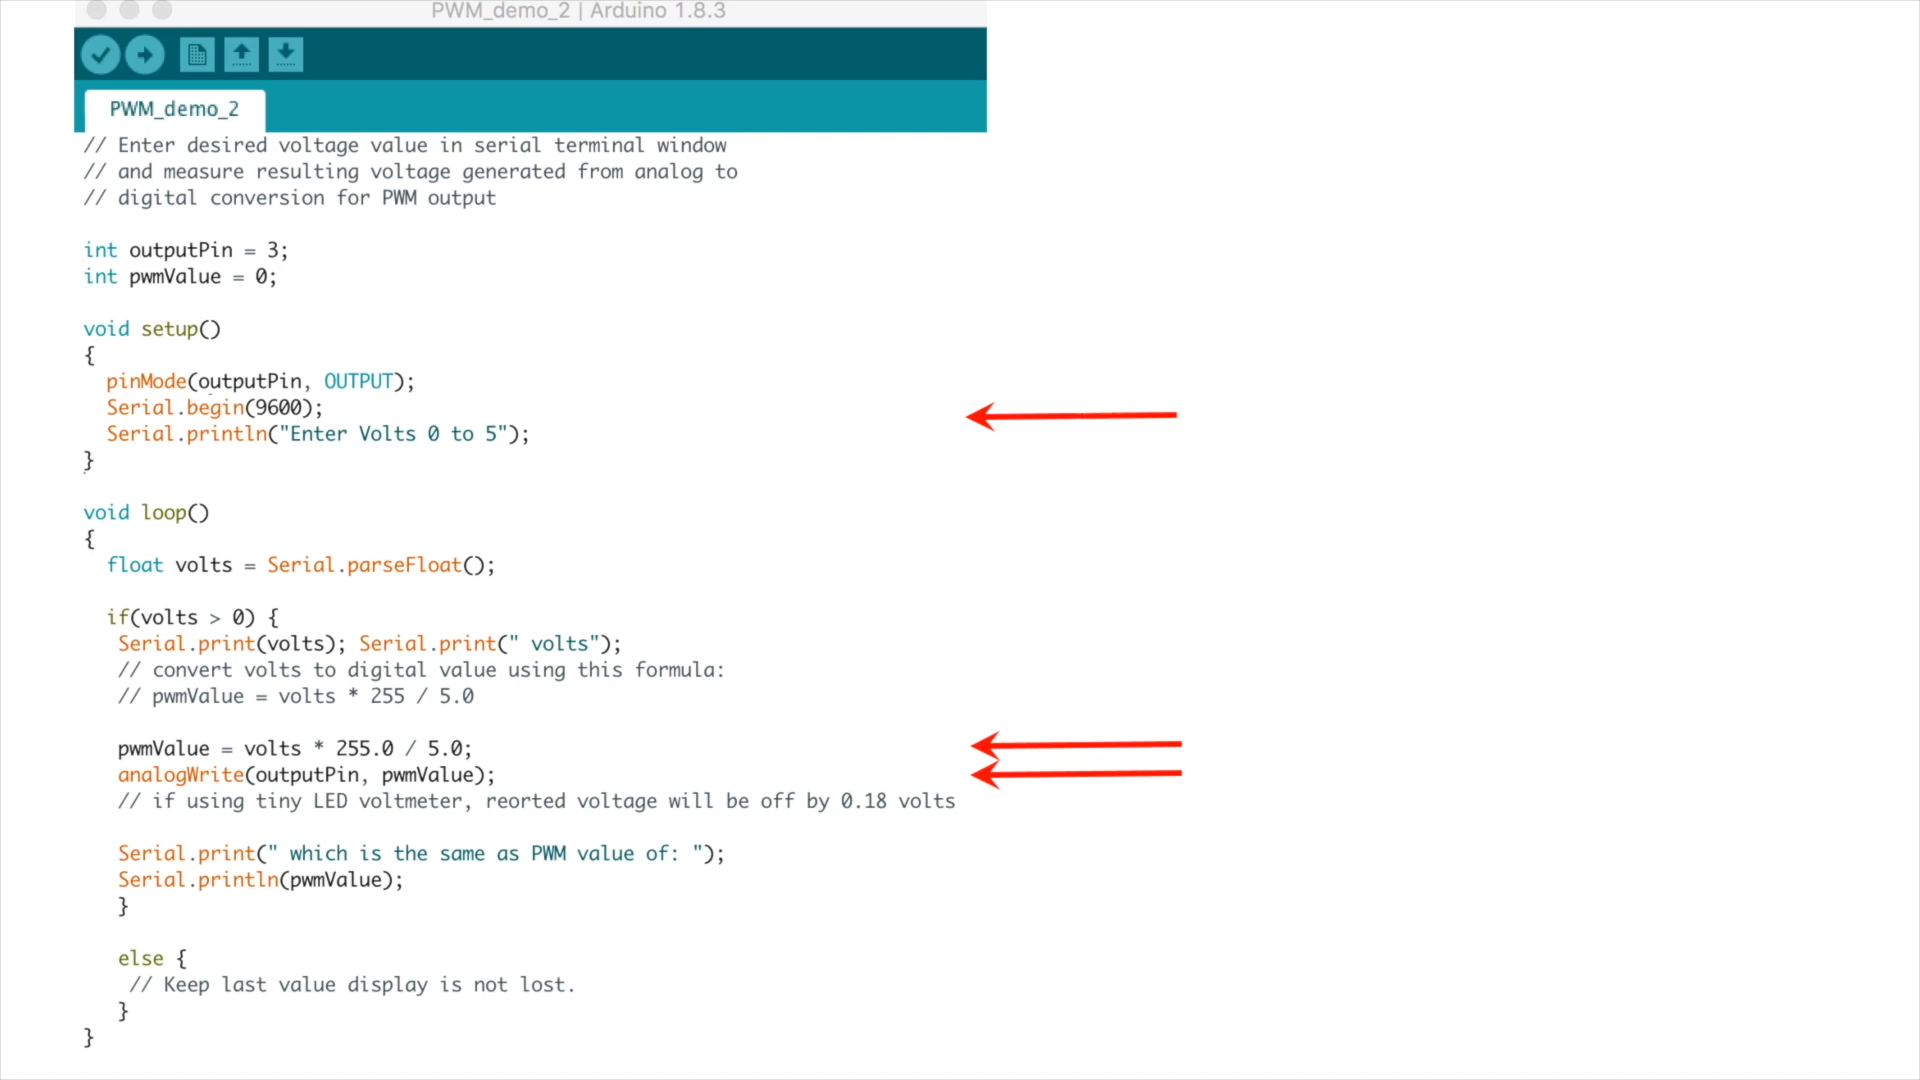 PWM_demo_2 | Arduino 1.8.3
PWM_demo_2
// Enter desired voltage value in serial terminal window
// and measure resulting voltage generated from analog to
// digital conversion for PWM output
int outputPin = 3;
int pwmValue = 0;
void setup()
{
pinMode(outputPin, OUTPUT);
Serial.begin(9600);
Serial.println("Enter Volts 0 to 5");
}
void loop()
{
float volts = Serial.parseFloat();
if(volts > 0) {
Serial.print(volts); Serial.print(" volts");
// convert volts to digital value using this formula:
// pwmValue = volts * 255 / 5.0
pwmValue = volts * 255.0 / 5.0;
analogWrite(outputPin, pwmValue);
// if using tiny LED voltmeter, reorted voltage will be off by 0.18 volts
Serial.print(" which is the same as PWM value of: ");
Serial.println(pwmValue);
}
else {
// Keep last value display is not lost.
}
}